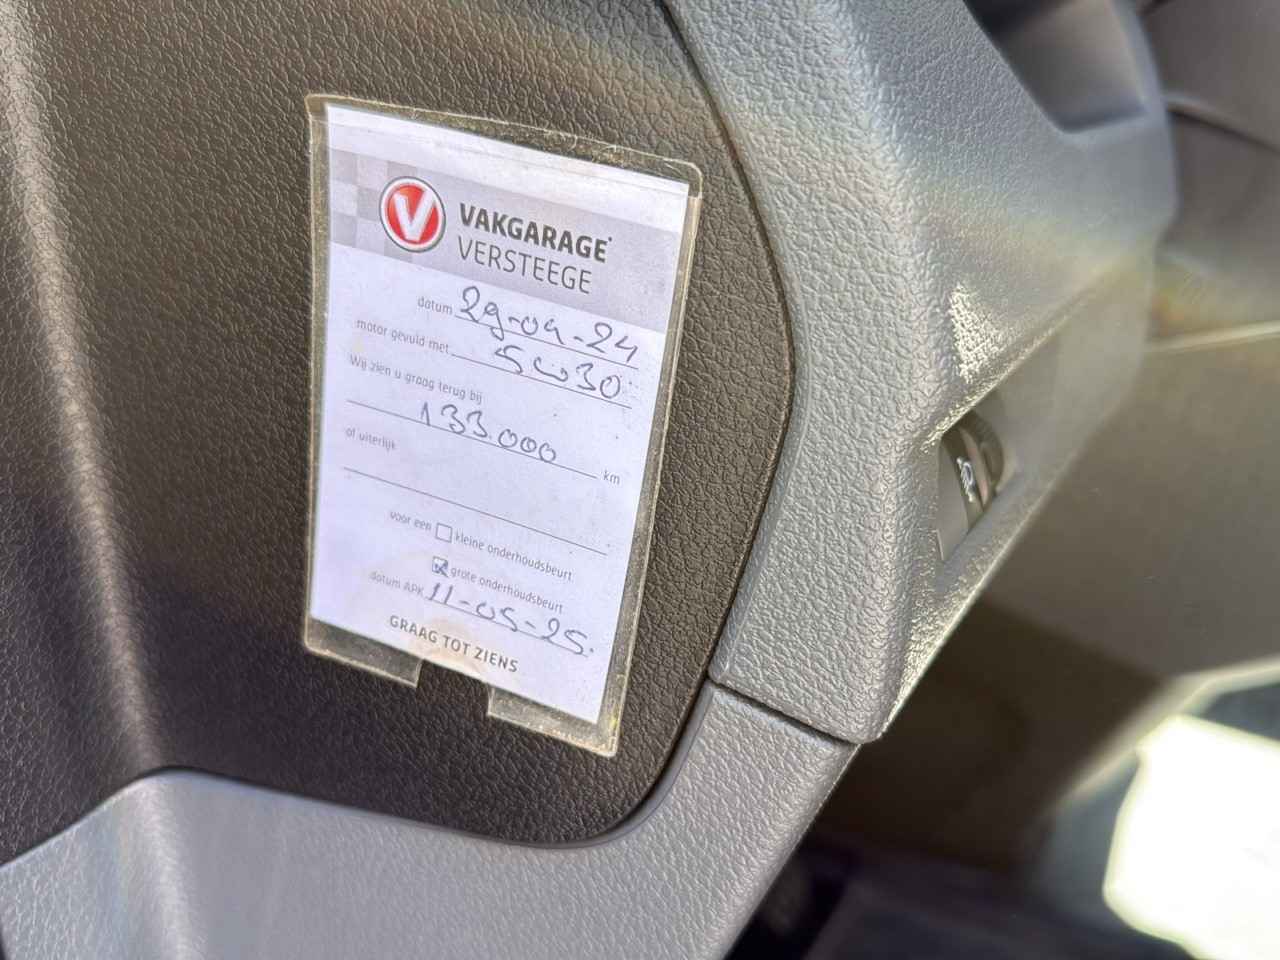 V VAKGARAGE
VERSTEEGE
datum 29-04-24
motor gevuld met 5w30
Wij zien u graag terug bij
133.000 km
of uiterlijk
voor een kleine onderhoudsbeurt
grote onderhoudsbeurt
datum APK 11-05-25
GRAAG TOT ZIENS